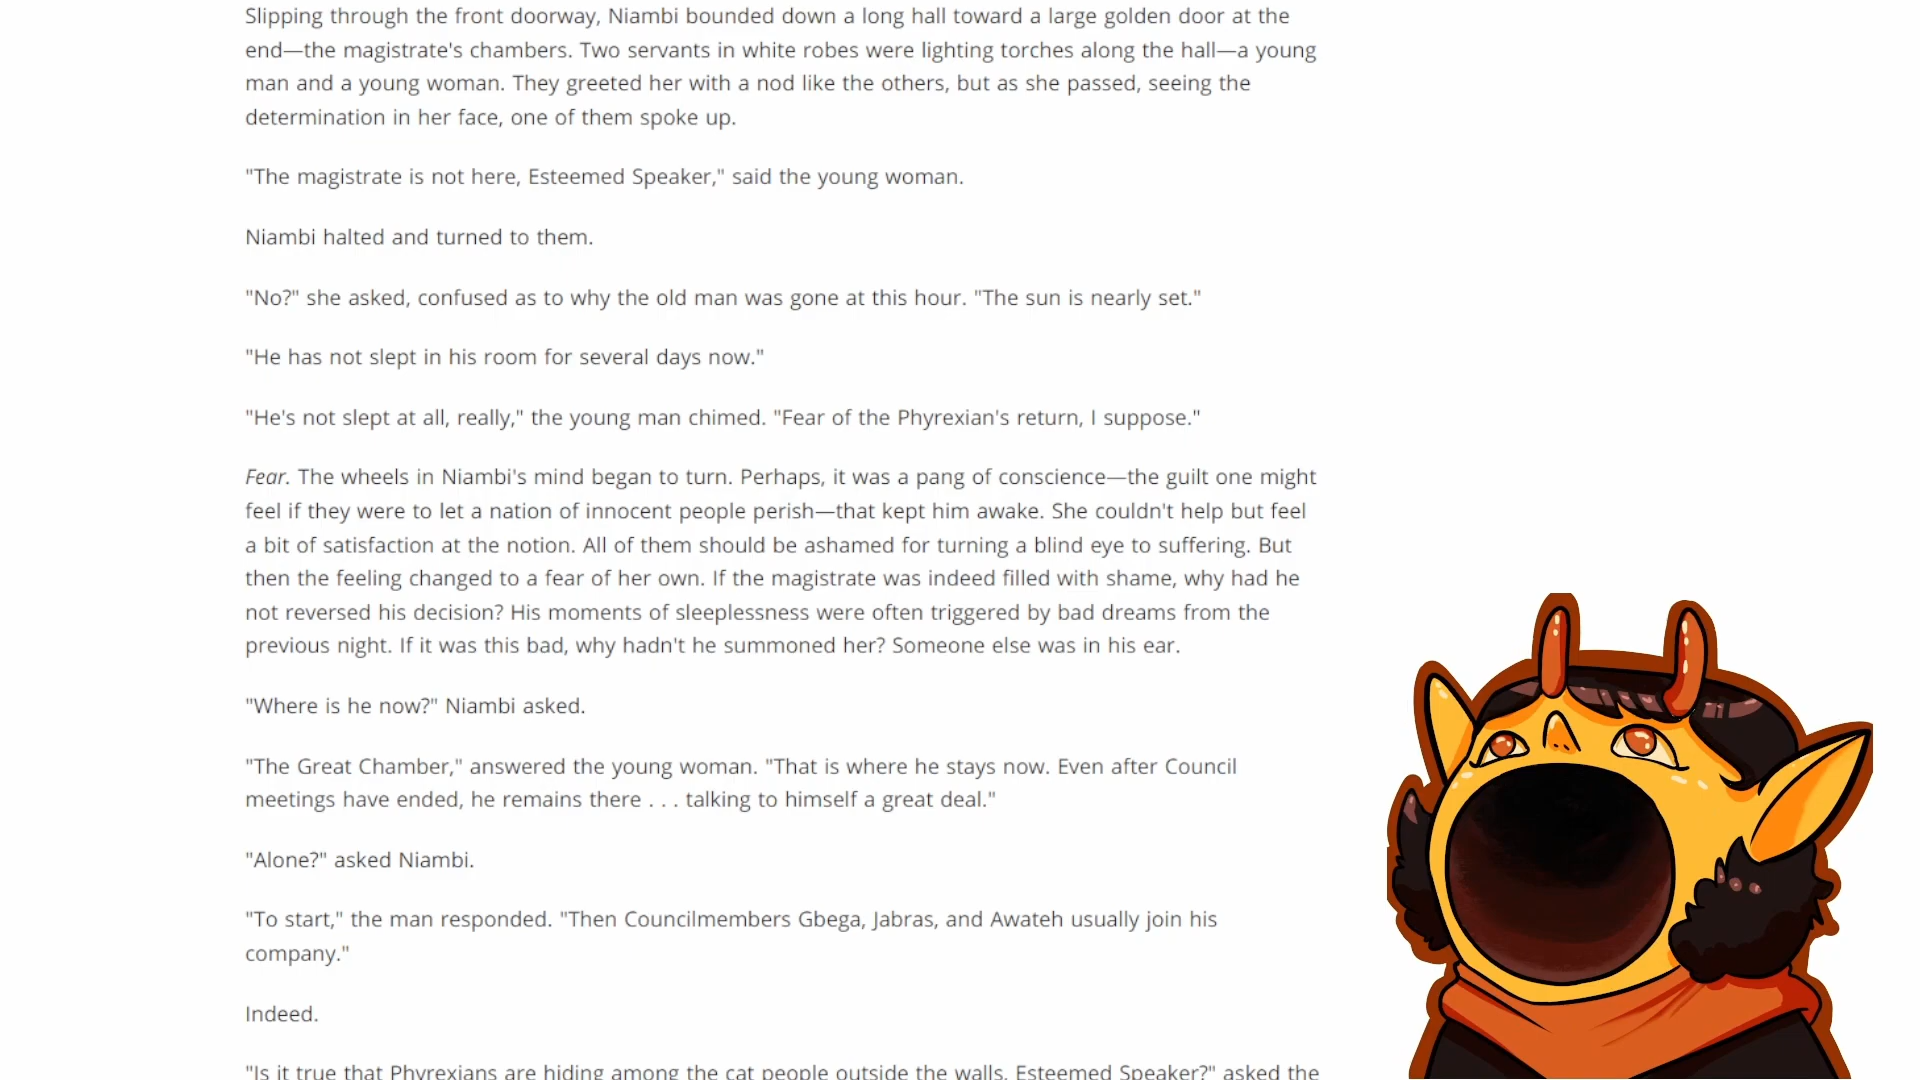 Slipping through the front doorway, Niambi bounded down a long hall toward a large golden door at the
end—the magistrate's chambers. Two servants in white robes were lighting torches along the hall—a young
man and a young woman. They greeted her with a nod like the others, but as she passed, seeing the
determination in her face, one of them spoke up.
"The magistrate is not here, Esteemed Speaker," said the young woman.
Niambi halted and turned to them.
"No?" she asked, confused as to why the old man was gone at this hour. "The sun is nearly set."
"He has not slept in his room for several days now."
"He's not slept at all, really," the young man chimed. "Fear of the Phyrexian's return, I suppose."
Fear. The wheels in Niambi's mind began to turn. Perhaps, it was a pang of conscience—the guilt one might
feel if they were to let a nation of innocent people perish—that kept him awake. She couldn't help but feel
a bit of satisfaction at the notion. All of them should be ashamed for turning a blind eye to suffering. But
then the feeling changed to a fear of her own. If the magistrate was indeed filled with shame, why had he
not reversed his decision? His moments of sleeplessness were often triggered by bad dreams from the
previous night. If it was this bad, why hadn't he summoned her? Someone else was in his ear.
"Where is he now?" Niambi asked.
"The Great Chamber," answered the young woman. "That is where he stays now. Even after Council
meetings have ended, he remains there . . . talking to himself a great deal."
"Alone?" asked Niambi.
"To start," the man responded. "Then Councilmembers Gbega, Jabras, and Awateh usually join his
company."
Indeed.
"Is it true that Phyrexians are hiding among the cat people outside the walls, Esteemed Speaker?" asked the